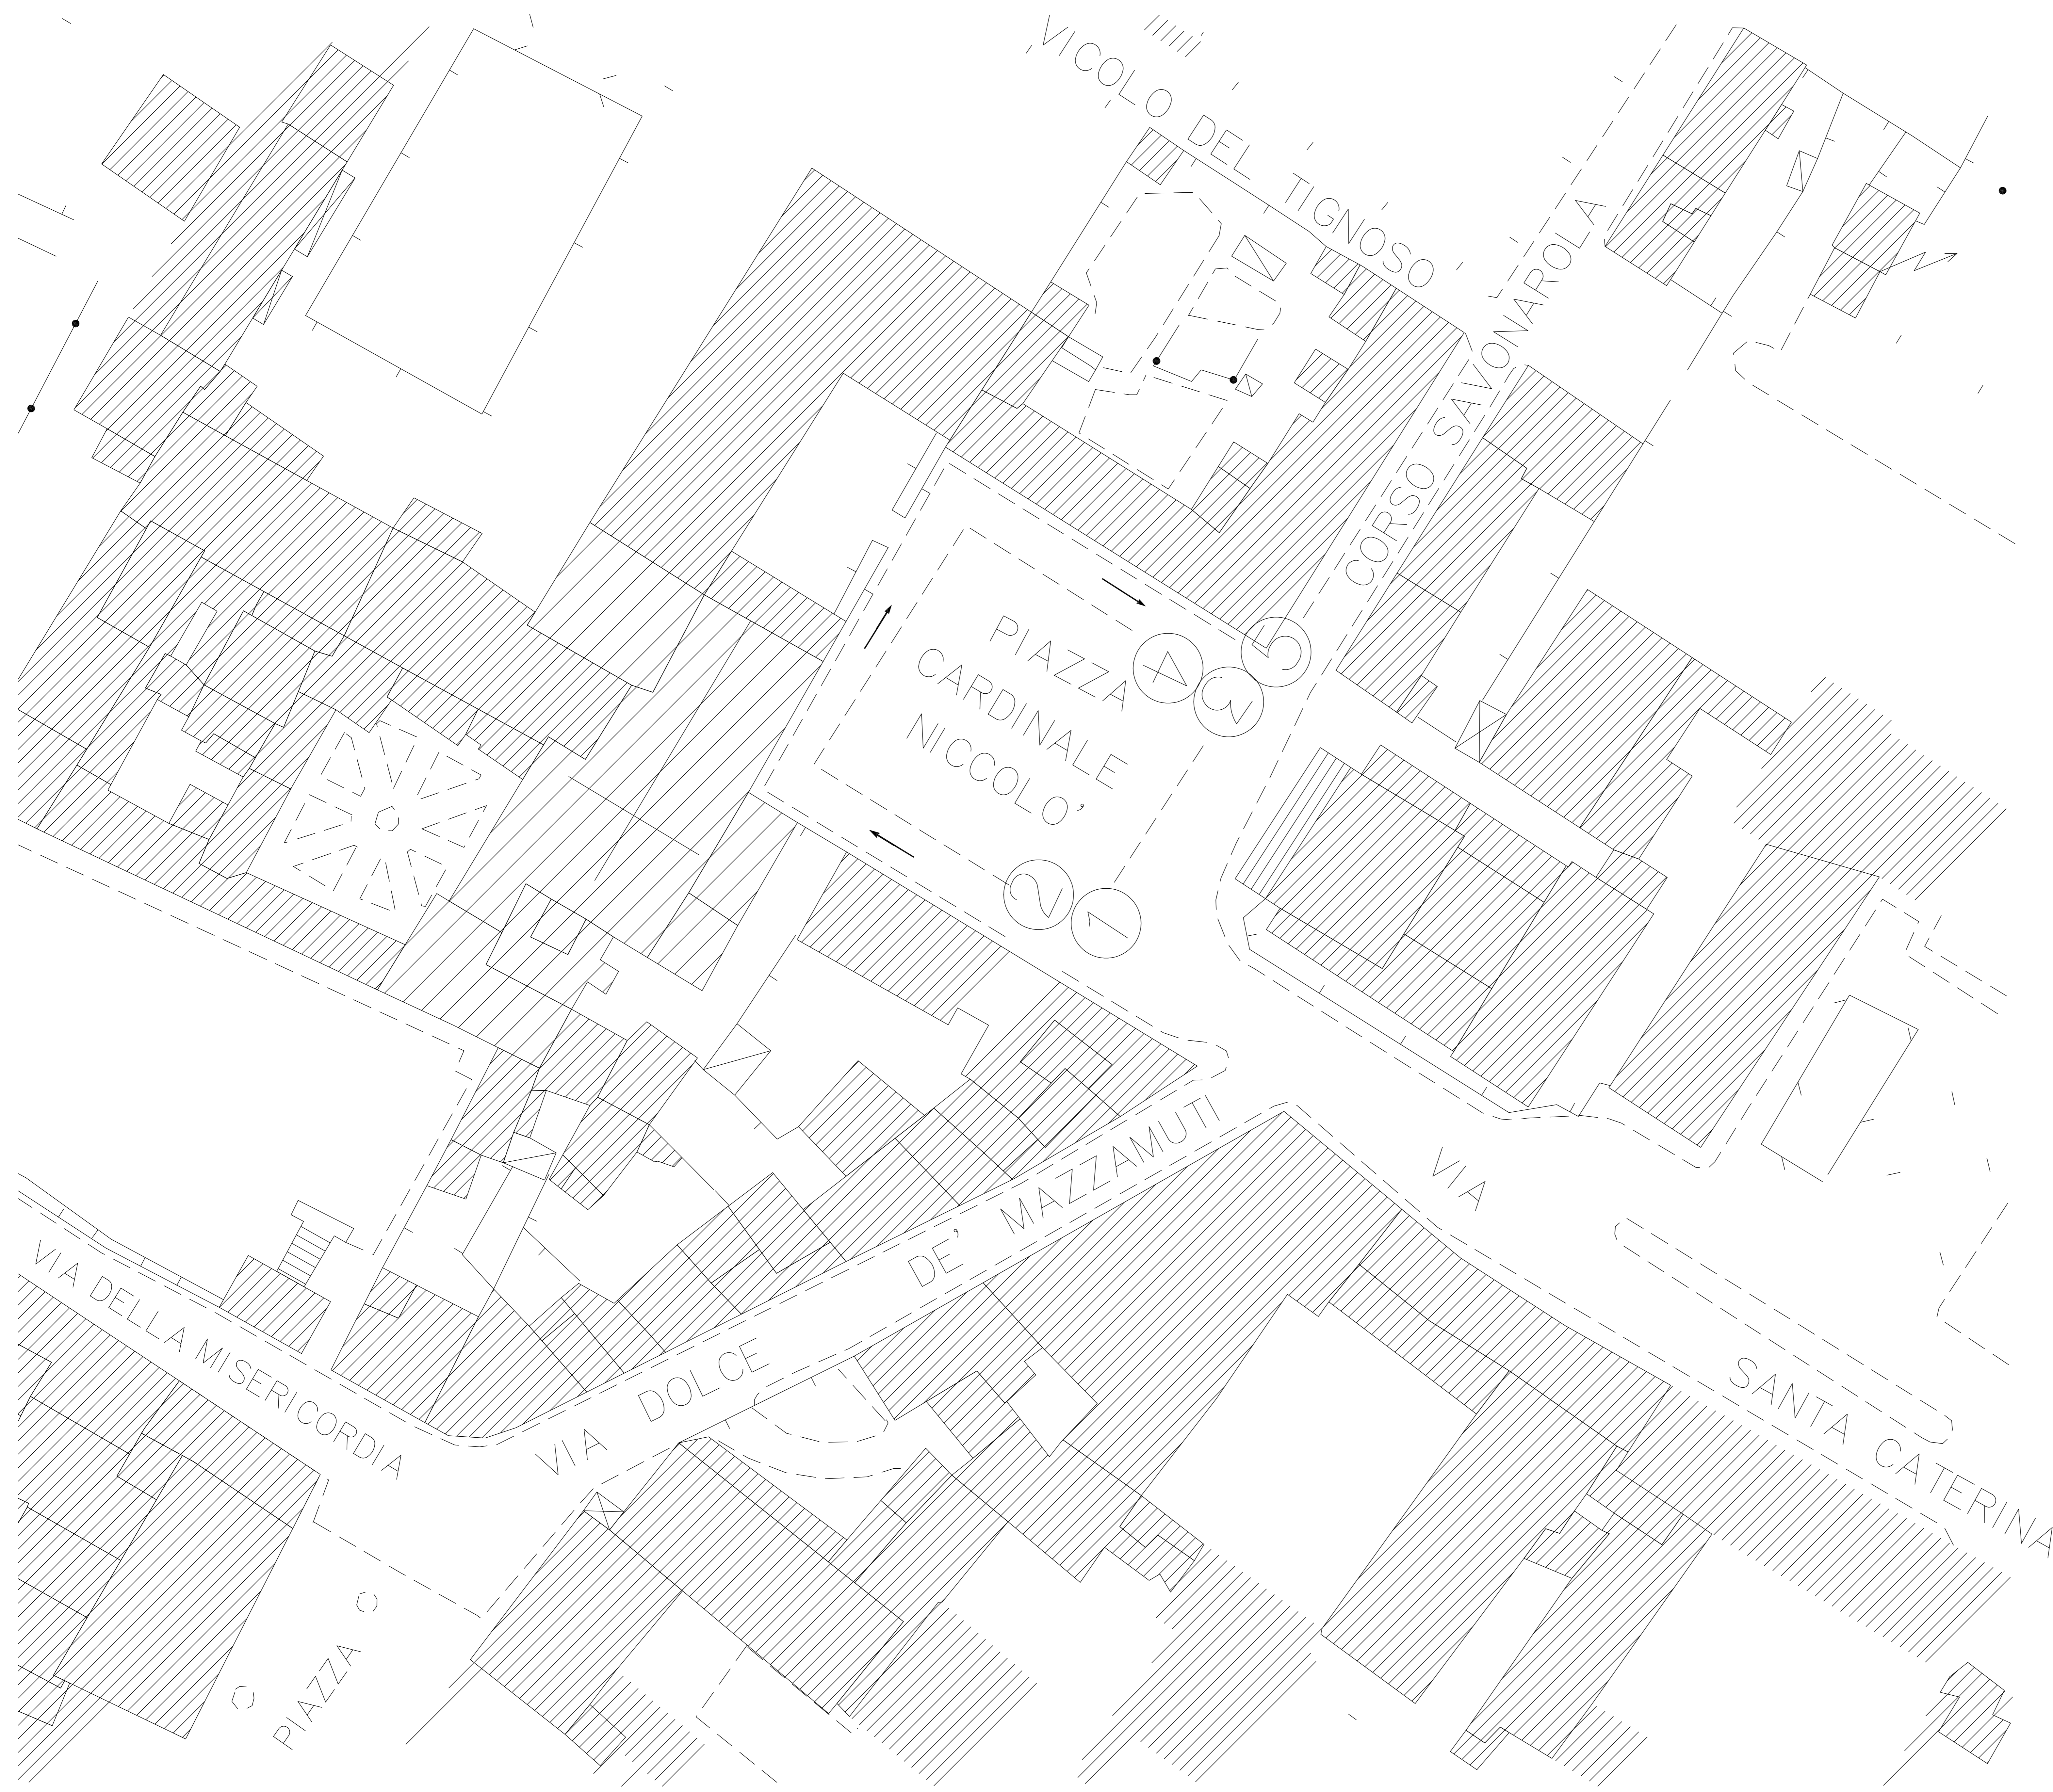 VICOLO DEL TIGNOSO
CORSO SAVONAROLA
PIAZZA
CARDINALE
NICCOLO'
4
3
5
2
1
VIA DOLCE DE' MAZZAMUTI
VIA SANTA CATERINA
VIA DELLA MISERICORDIA
PIAZZA